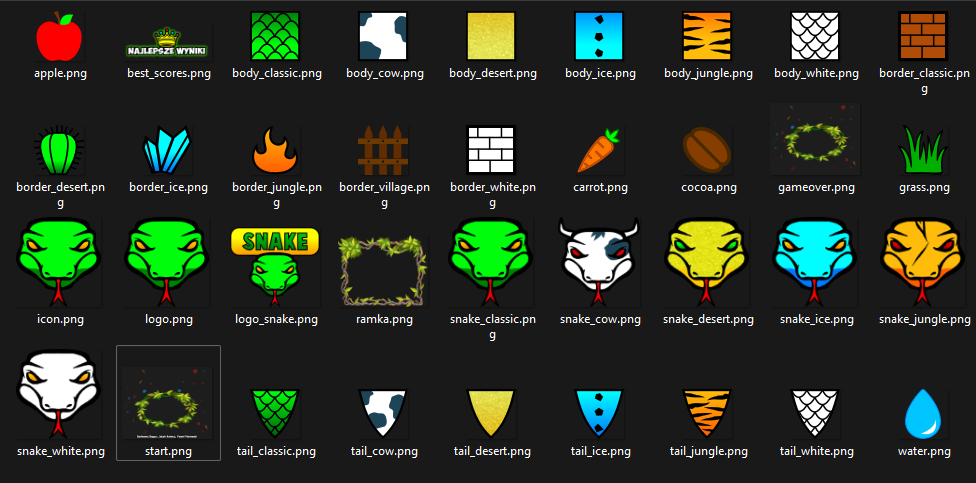 NAJLEPSZE WYNIKI
apple.png
best_scores.png
body_classic.png
body_cow.png
body_desert.png
body_ice.png
body_jungle.png
body_white.png
border_classic.pn
g
border_desert.pn
g
border_ice.png
border_jungle.pn
g
border_village.pn
g
border_white.pn
g
carrot.png
cocoa.png
gameover.png
grass.png
SNAKE
icon.png
logo.png
logo_snake.png
ramka.png
snake_classic.pn
g
snake_cow.png
snake_desert.png
snake_ice.png
snake_jungle.png
snake_white.png
start.png
tail_classic.png
tail_cow.png
tail_desert.png
tail_ice.png
tail_jungle.png
tail_white.png
water.png